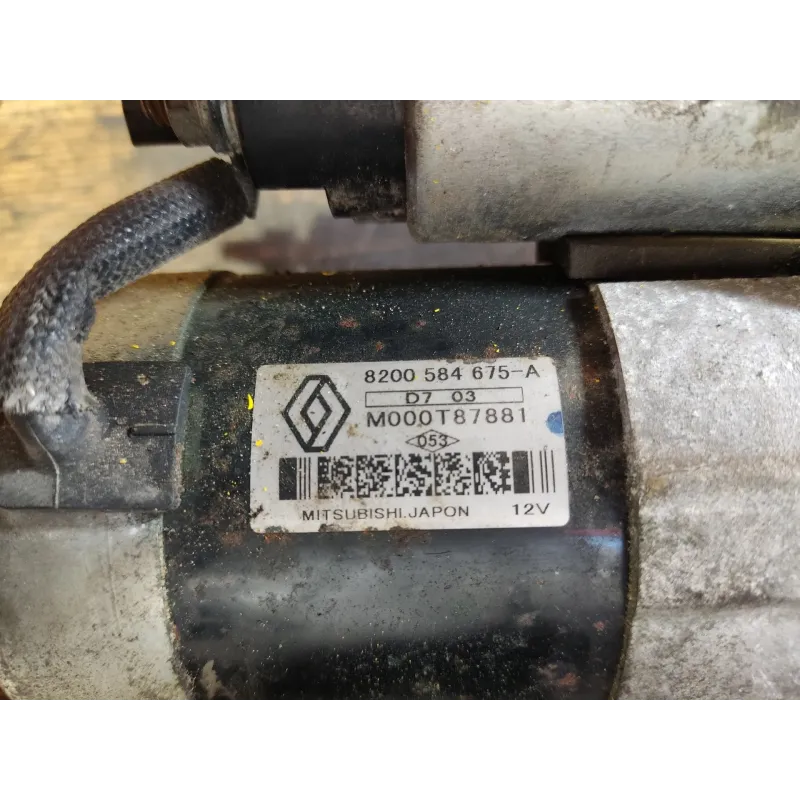 8200 584 675-A
D7 03
M000T87881
053
MITSUBISHI.JAPON 12V